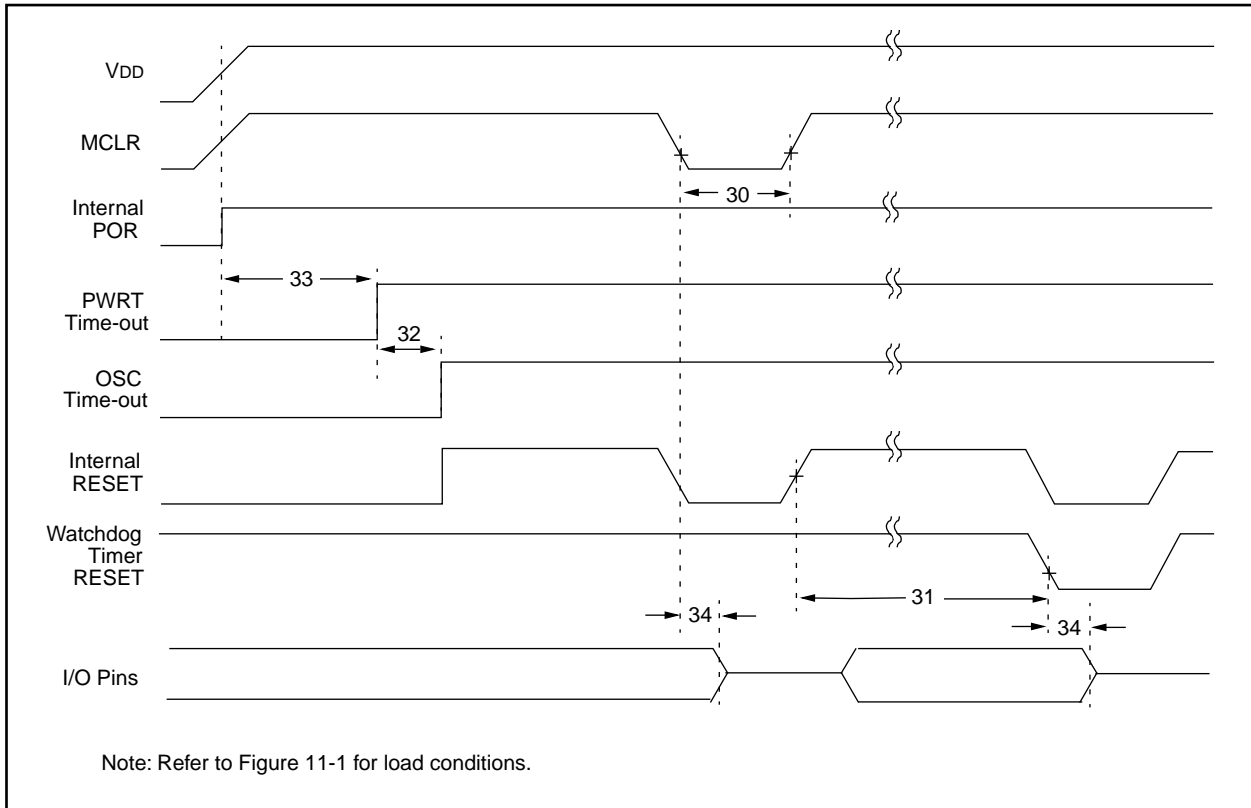 VDD
MCLR
30
Internal
POR
33
PWRT
Time-out
32
OSC
Time-out
Internal
RESET
Watchdog
Timer
RESET
31
34
34
I/O Pins
Note: Refer to Figure 11-1 for load conditions.